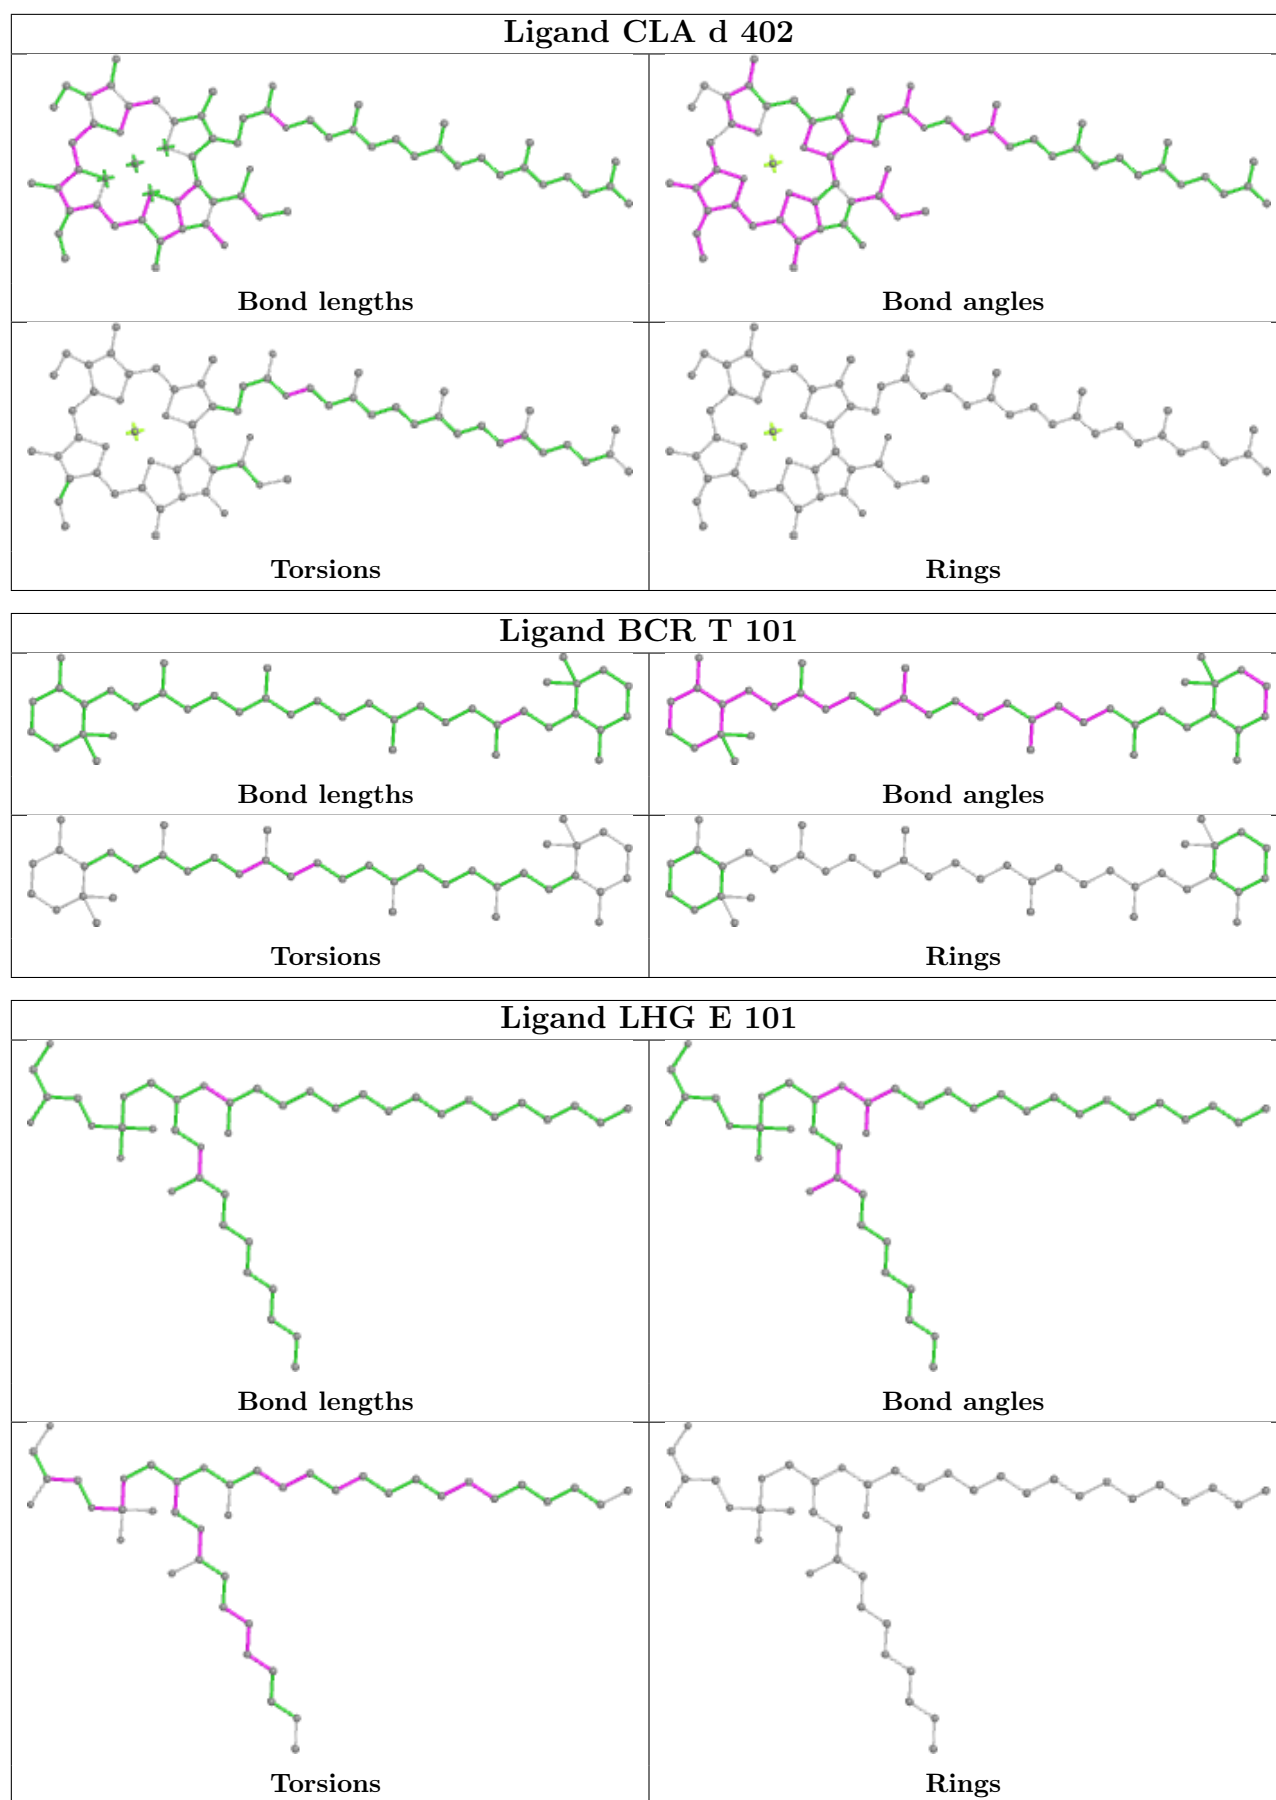 Ligand CLA d 402
Bond lengths
Bond angles
Torsions
Rings
Ligand BCR T 101
Bond lengths
Bond angles
Torsions
Rings
Ligand LHG E 101
Bond lengths
Bond angles
Torsions
Rings